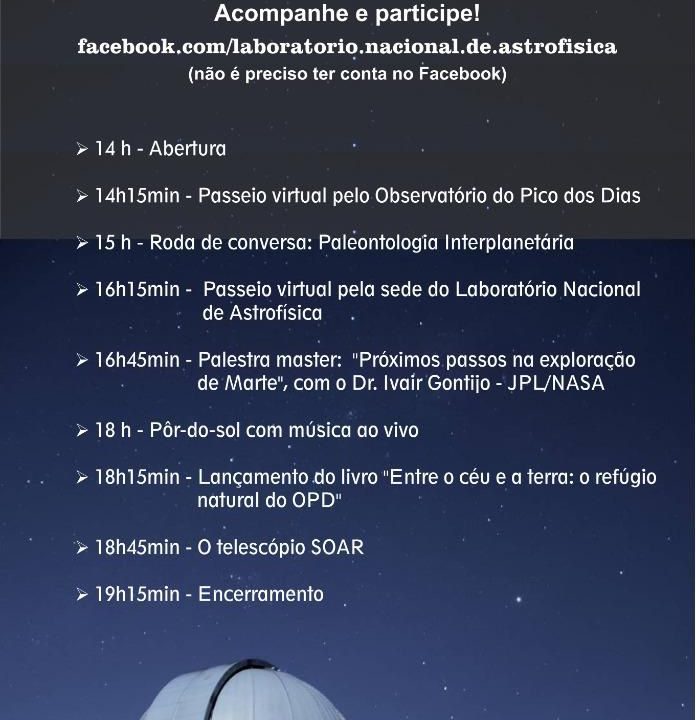 Acompanhe e participe!
facebook.com/laboratorio.nacional.de.astrofisica
(não é preciso ter conta no Facebook)
➢ 14 h - Abertura
➢ 14h15min - Passeio virtual pelo Observatório do Pico dos Dias
➢ 15 h - Roda de conversa: Paleontologia Interplanetária
➢ 16h15min - Passeio virtual pela sede do Laboratório Nacional
de Astrofísica
➢ 16h45min - Palestra master: "Próximos passos na exploração
de Marte", com o Dr. Ivair Gontijo - JPL/NASA
➢ 18 h - Pôr-do-sol com música ao vivo
➢ 18h15min - Lançamento do livro "Entre o céu e a terra: o refúgio
natural do OPD"
➢ 18h45min - O telescópio SOAR
➢ 19h15min - Encerramento